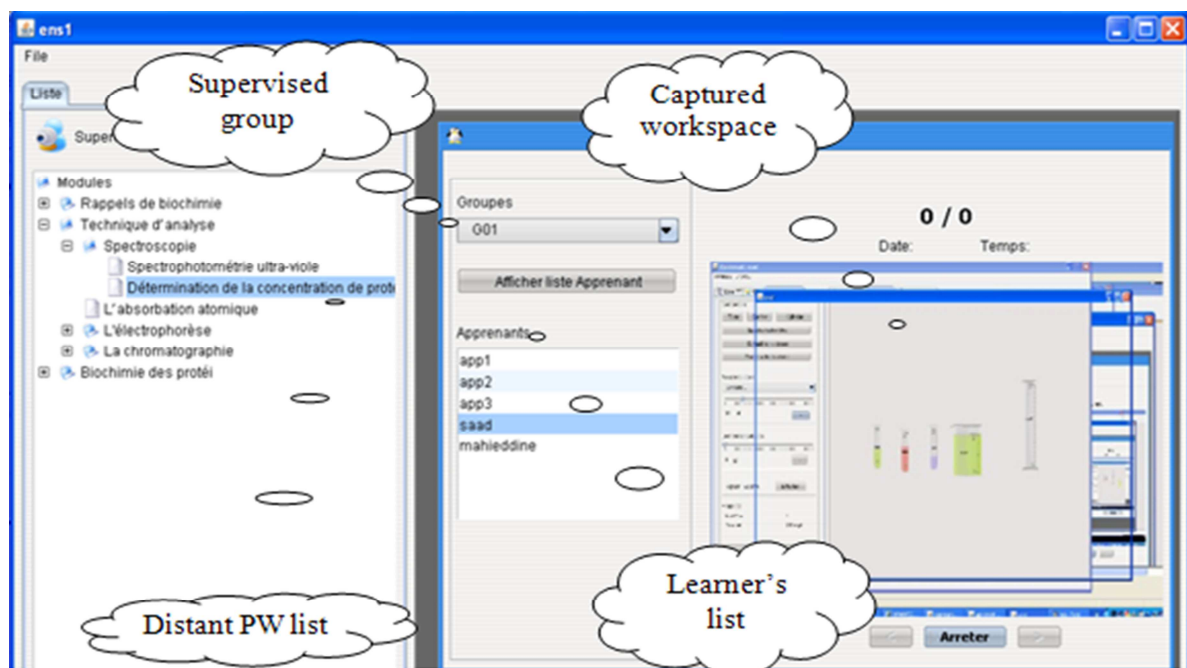 ens1
File
Supervised
group
Captured
workspace
Liste
Super
Modules
Rappels de biochimie
Technique d'analyse
Spectroscopie
Spectrophotométrie ultra-viole
Détermination de la concentration de proté
L'absorbation atomique
L'électrophorèse
La chromatographie
Biochimie des protéi
Groupes
G01
Afficher liste Apprenant
Apprenants
app1
app2
app3
saad
mahieddine
0 / 0
Date: Temps:
Distant PW list
Learner's
list
< Arreter >